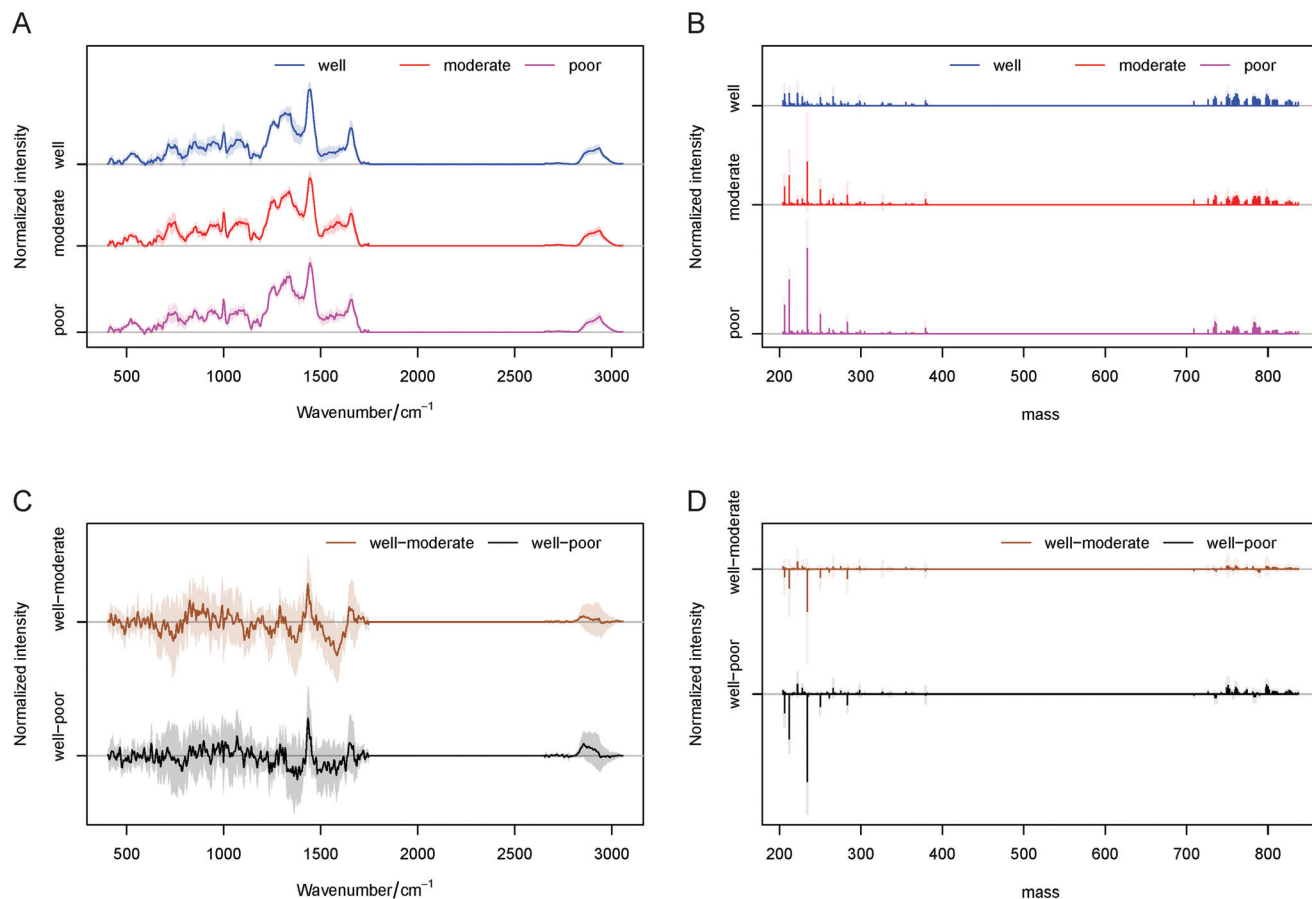 A
well moderate poor
Normalized intensity
well
moderate
poor
500 1000 1500 2000 2500 3000
Wavenumber/cm⁻¹
B
well moderate poor
Normalized intensity
well
moderate
poor
200 300 400 500 600 700 800
mass
C
well−moderate well−poor
Normalized intensity
well−moderate
well−poor
500 1000 1500 2000 2500 3000
Wavenumber/cm⁻¹
D
well−moderate well−poor
Normalized intensity
well−moderate
well−poor
200 300 400 500 600 700 800
mass